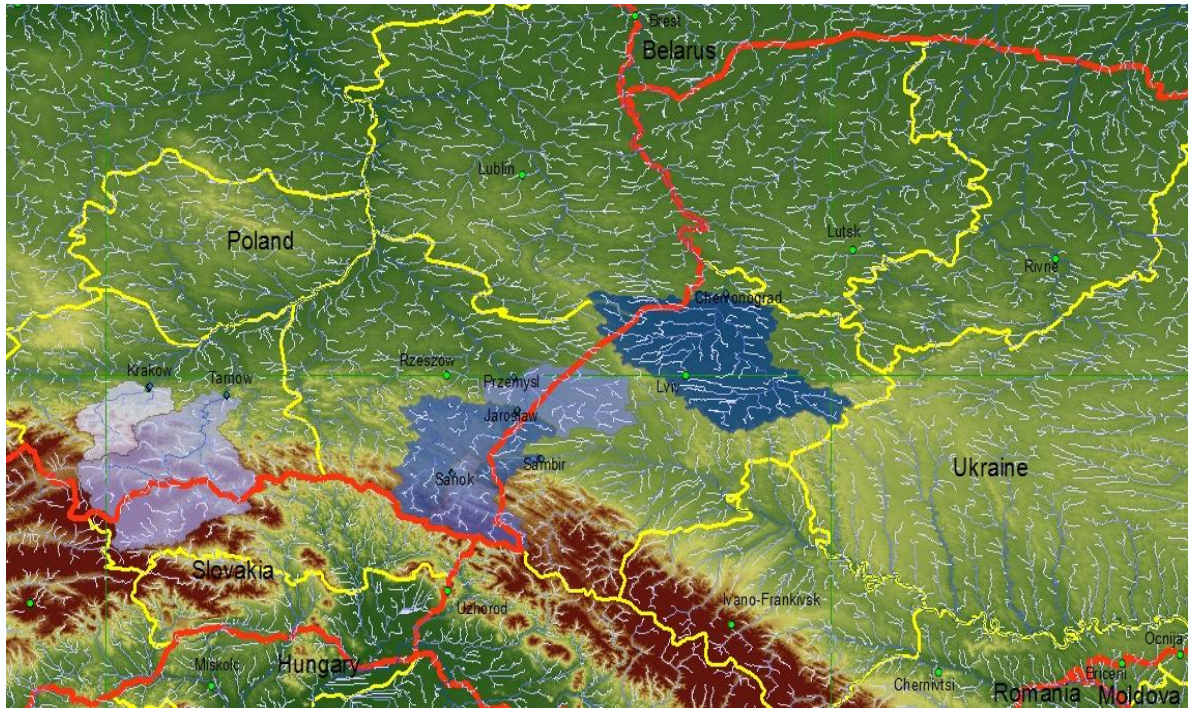 Brest
Belarus
Lublin
Poland
Lutsk
Rivne
Chervonograd
Krakow
Tarnow
Rzeszow
Przemysl
Lviv
Jaroslaw
Sanok
Sambir
Ukraine
Slovakia
Uzhorod
Ivano-Frankivsk
Miskolc
Hungary
Chernivtsi
Ocnija
Briceni
Romania
Moldova